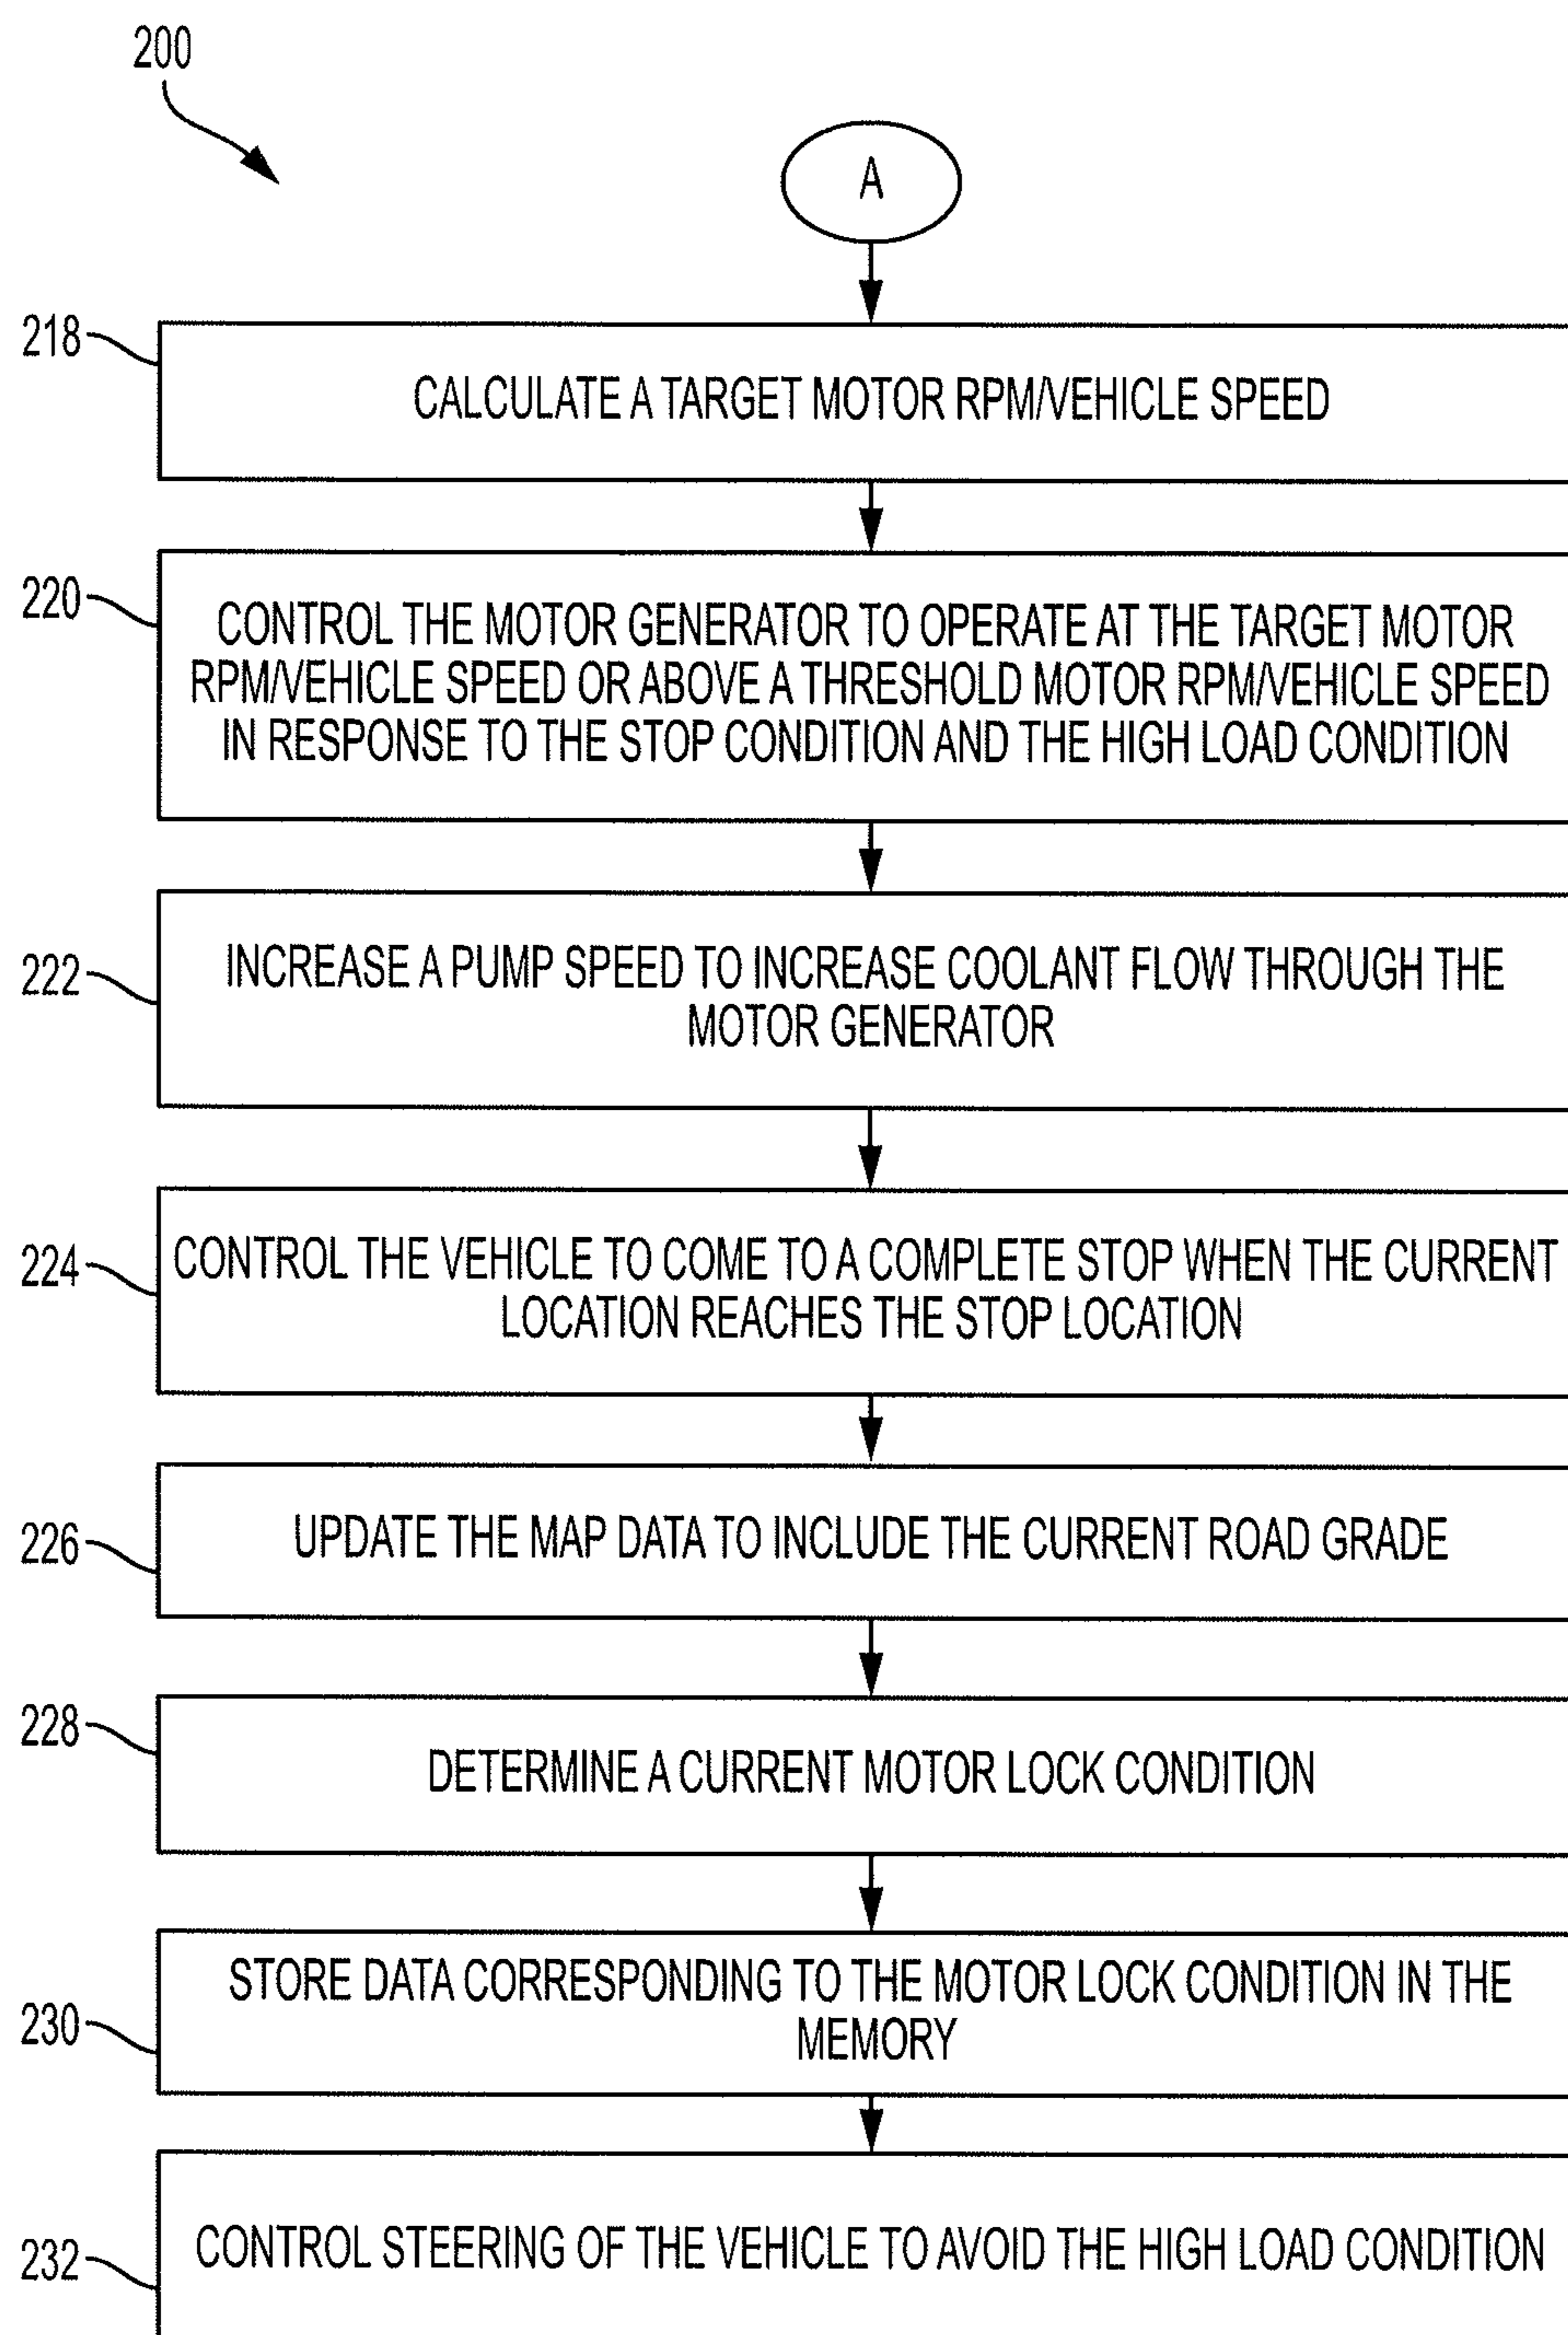 200
A
218
CALCULATE A TARGET MOTOR RPM/VEHICLE SPEED
220
CONTROL THE MOTOR GENERATOR TO OPERATE AT THE TARGET MOTOR
RPM/VEHICLE SPEED OR ABOVE A THRESHOLD MOTOR RPM/VEHICLE SPEED
IN RESPONSE TO THE STOP CONDITION AND THE HIGH LOAD CONDITION
222
INCREASE A PUMP SPEED TO INCREASE COOLANT FLOW THROUGH THE
MOTOR GENERATOR
224
CONTROL THE VEHICLE TO COME TO A COMPLETE STOP WHEN THE CURRENT
LOCATION REACHES THE STOP LOCATION
226
UPDATE THE MAP DATA TO INCLUDE THE CURRENT ROAD GRADE
228
DETERMINE A CURRENT MOTOR LOCK CONDITION
230
STORE DATA CORRESPONDING TO THE MOTOR LOCK CONDITION IN THE
MEMORY
232
CONTROL STEERING OF THE VEHICLE TO AVOID THE HIGH LOAD CONDITION